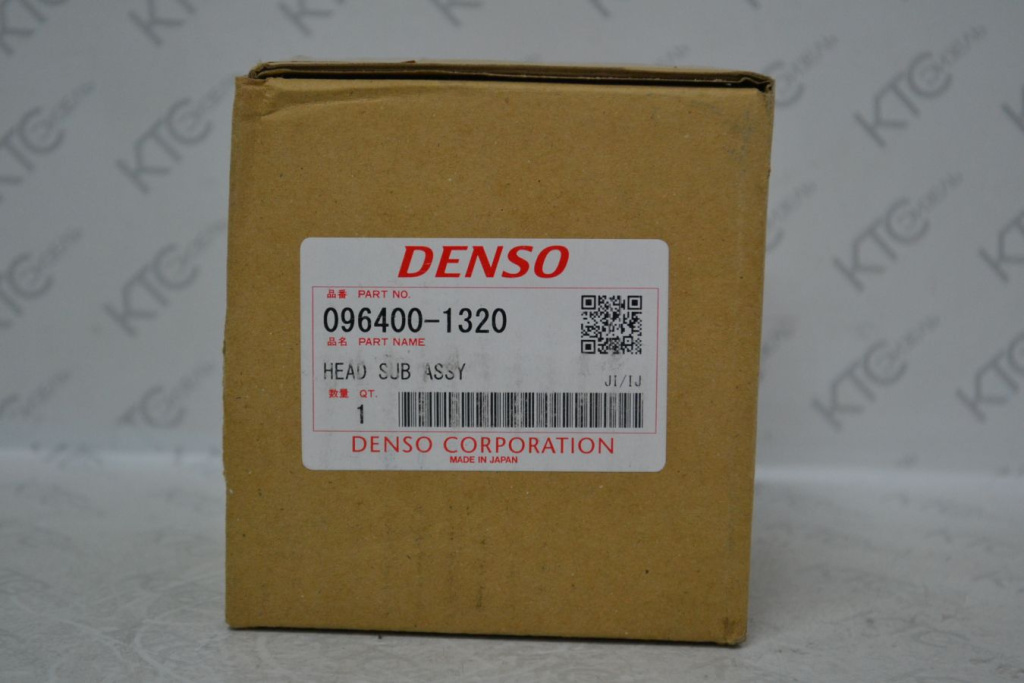 DENSO
品番 PART NO.
096400-1320
品名 PART NAME
HEAD SUB ASSY
JI/IJ
数量 QT.
1
DENSO CORPORATION
MADE IN JAPAN
KTC